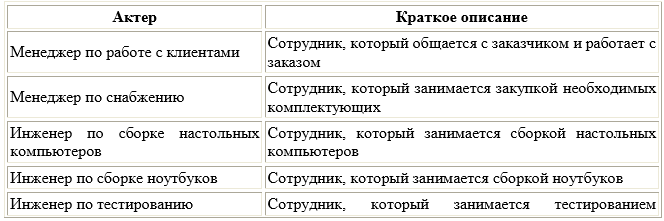 Актер Краткое описание
Менеджер по работе с клиентами Сотрудник, который общается с заказчиком и работает с
заказом
Менеджер по снабжению Сотрудник, который занимается закупкой необходимых
комплектующих
Инженер по сборке настольных Сотрудник, который занимается сборкой настольных
компьютеров компьютеров
Инженер по сборке ноутбуков Сотрудник, который занимается сборкой ноутбуков
Инженер по тестированию Сотрудник, который занимается тестированием